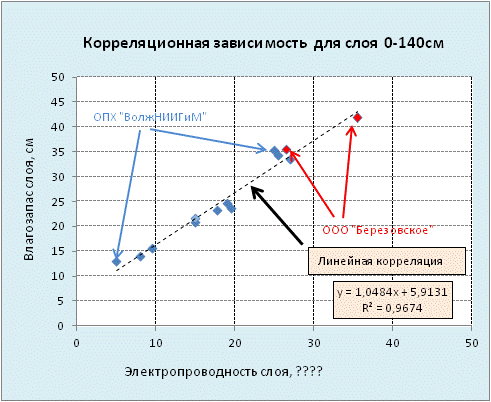 Корреляционная зависимость для слоя 0-140см
Влагозапас слоя, см
50
45
40
35
30
25
20
15
10
5
0
ОПХ "ВолжНИИГиМ"
ООО "Березовское"
Линейная корреляция
y = 1,0484x + 5,9131
R² = 0,9674
0 10 20 30 40 50
Электропроводность слоя, ????